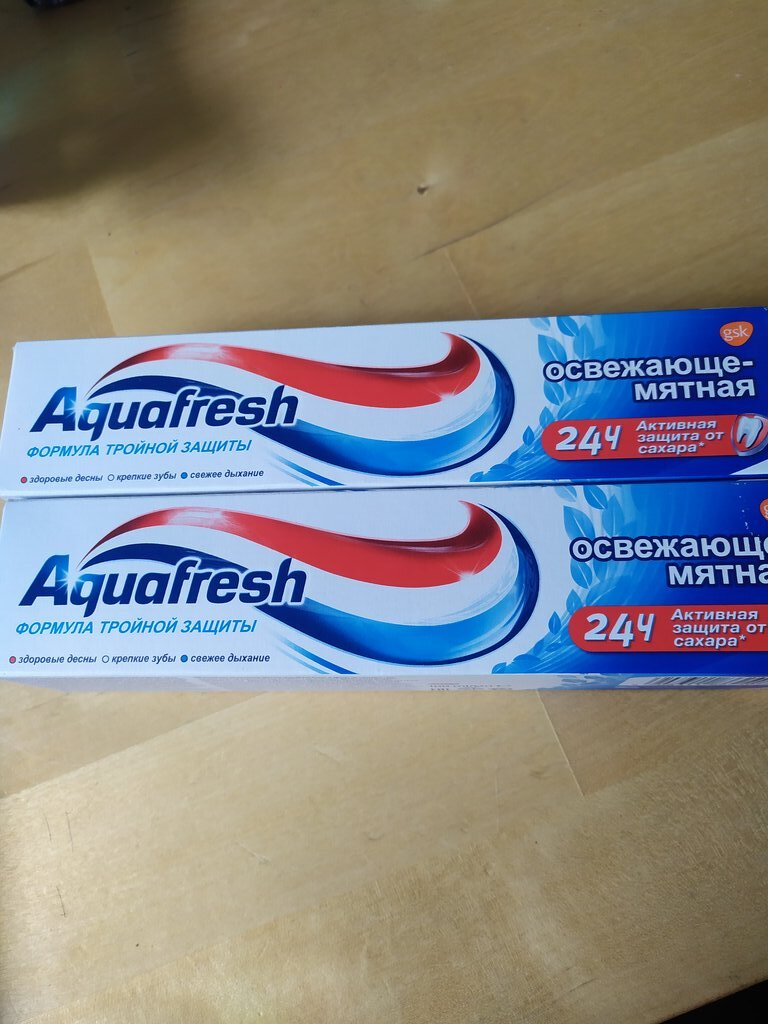 gsk
освежающе-
мятная
Aquafresh
ФОРМУЛА ТРОЙНОЙ ЗАЩИТЫ
24Ч
Активная
защита от
сахара*
здоровые десны крепкие зубы свежее дыхание
освежающе
мятна
Aquafresh
ФОРМУЛА ТРОЙНОЙ ЗАЩИТЫ
24Ч
Активная
защита от
сахара*
здоровые десны крепкие зубы свежее дыхание